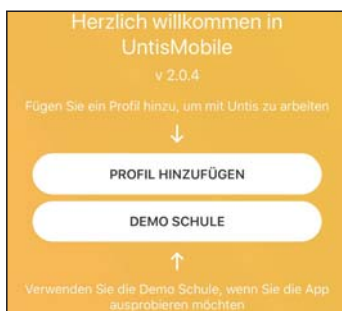 Herzlich willkommen in
UntisMobile
v 2.0.4
Fügen Sie ein Profil hinzu, um mit Untis zu arbeiten
PROFIL HINZUFÜGEN
DEMO SCHULE
Verwenden Sie die Demo Schule, wenn Sie die App
ausprobieren möchten